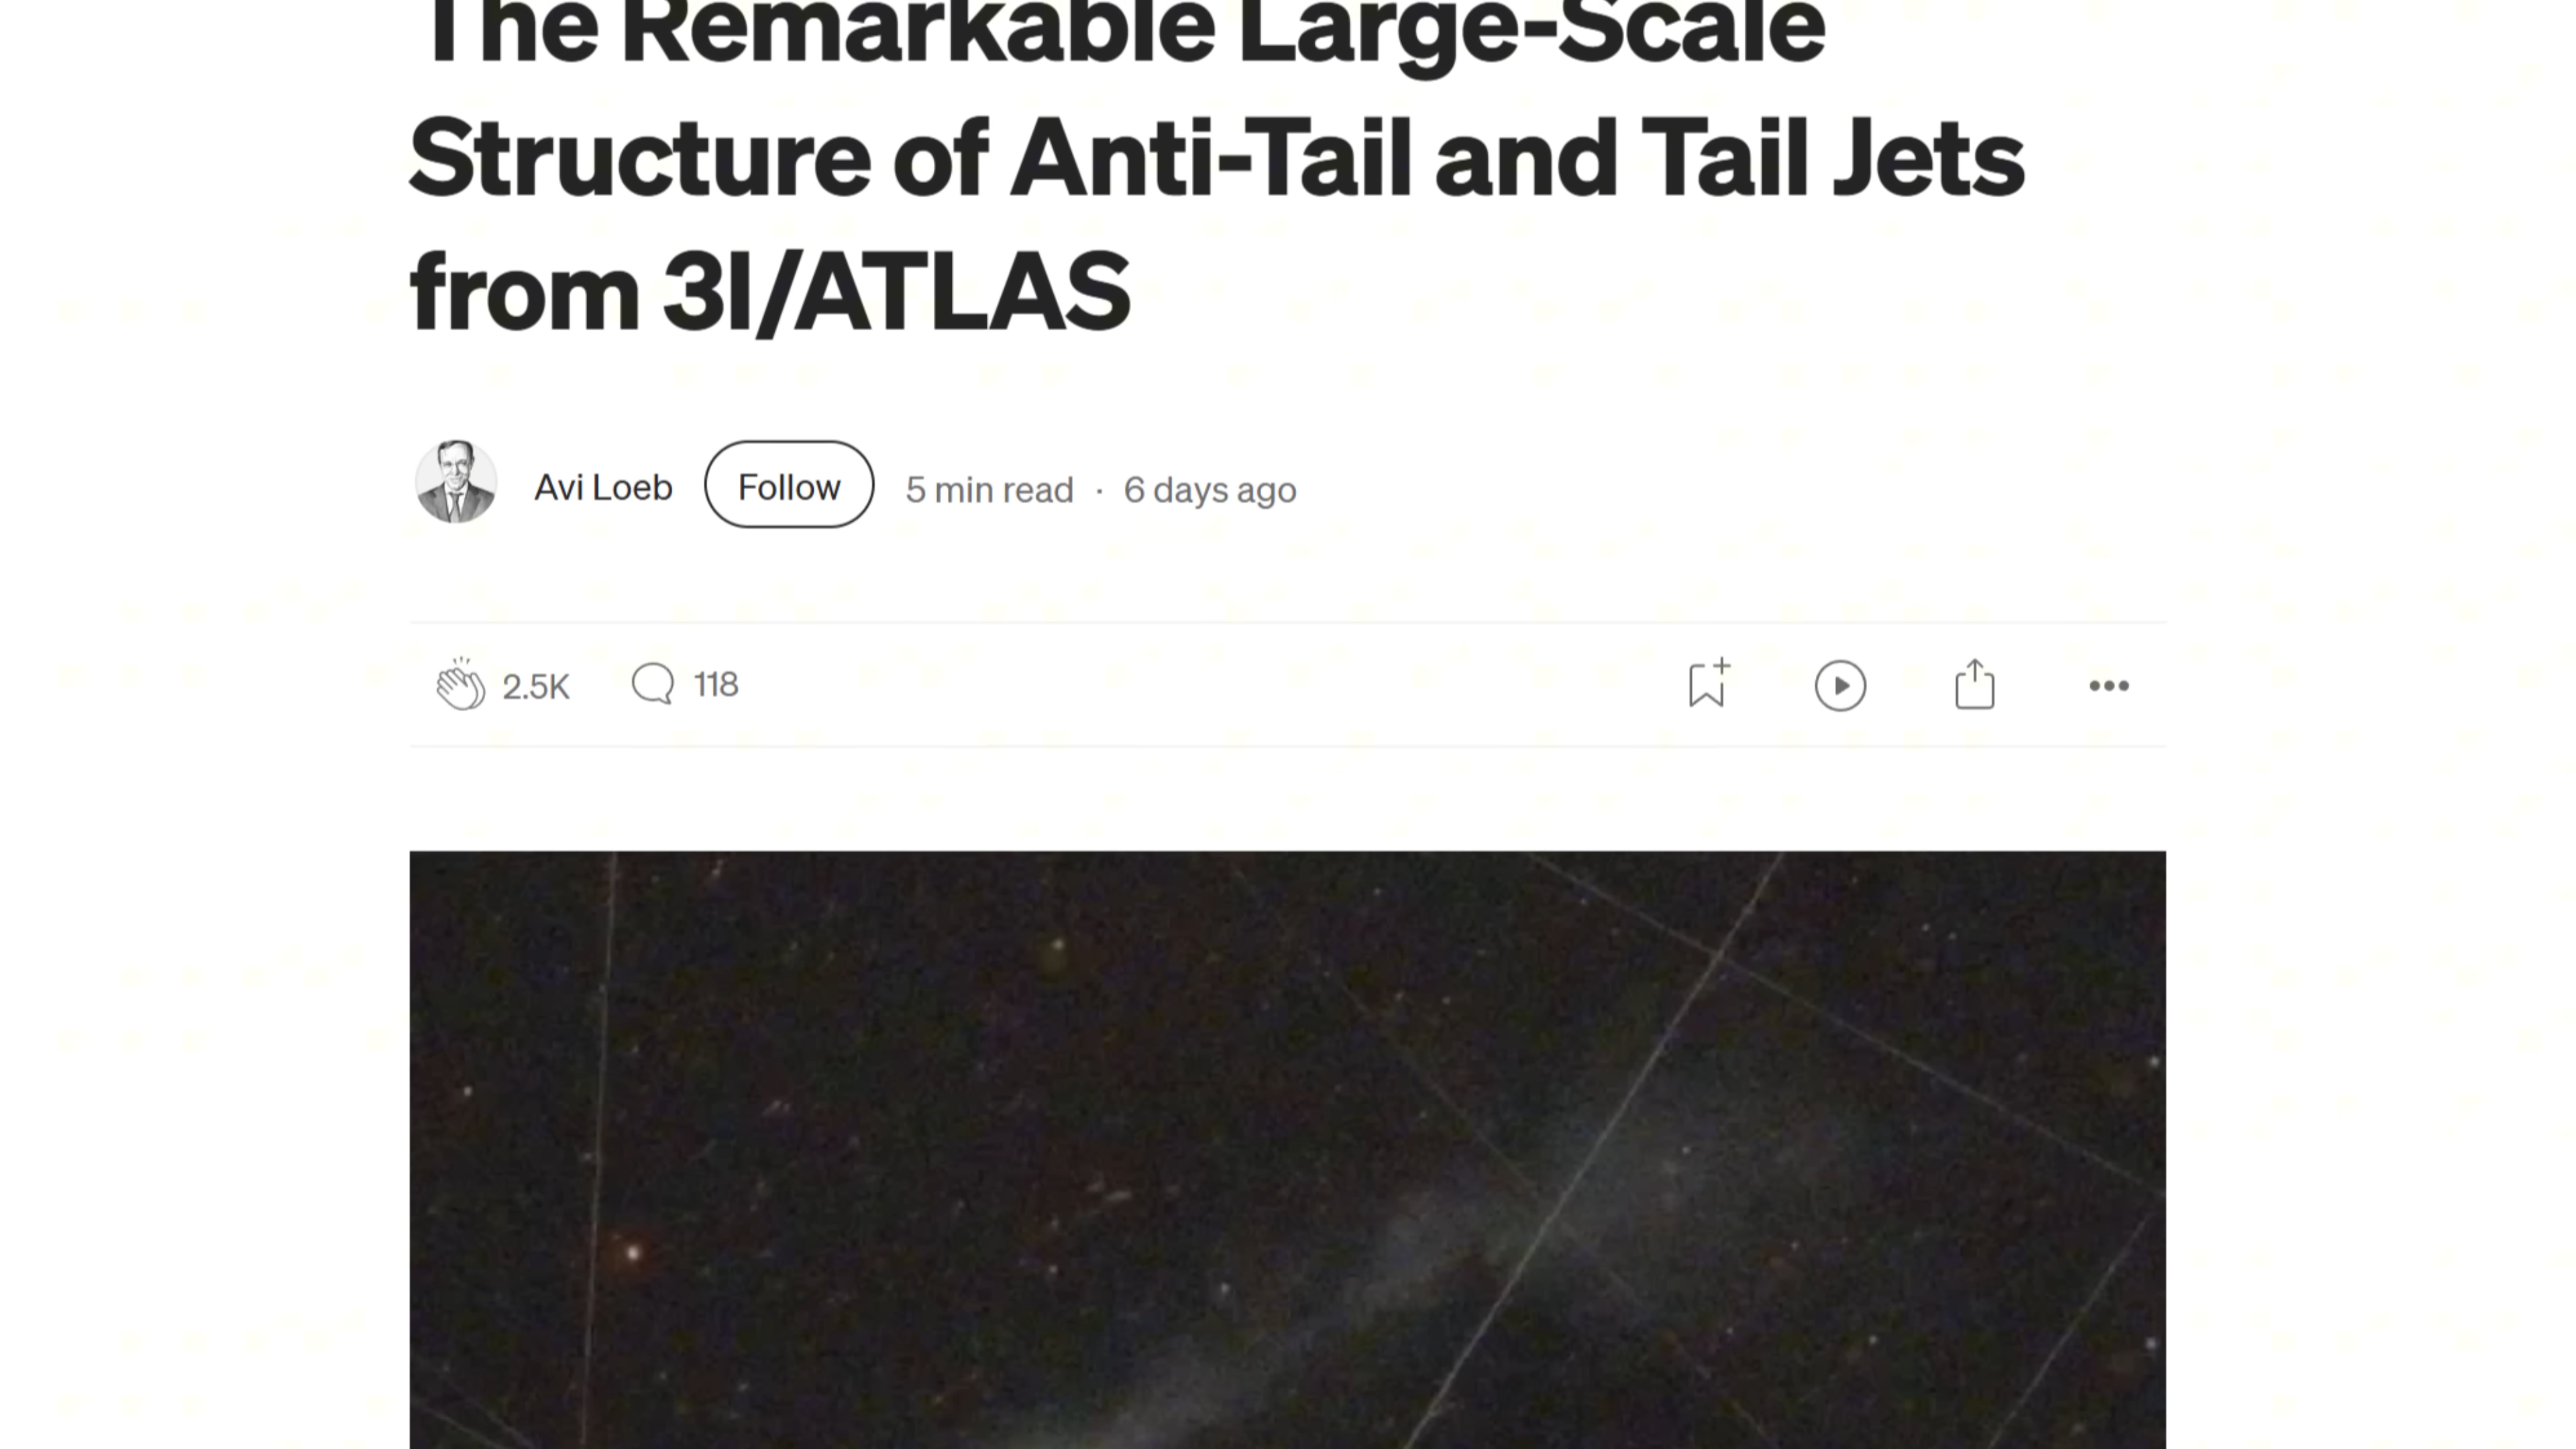 The Remarkable Large-Scale
Structure of Anti-Tail and Tail Jets
from 3I/ATLAS
Avi Loeb Follow 5 min read · 6 days ago
2.5K 118